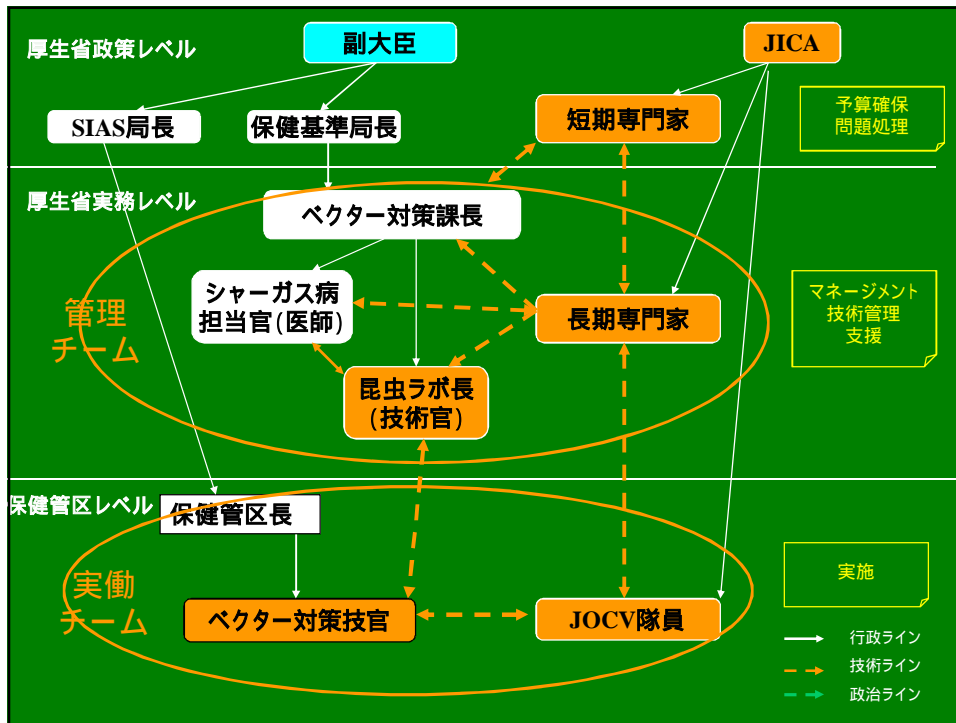 厚生省政策レベル
副大臣
JICA
SIAS局長
保健基準局長
短期専門家
予算確保
問題処理
厚生省実務レベル
ベクター対策課長
シャーガス病
担当官(医師)
長期専門家
マネージメント
技術管理
支援
管理
チーム
昆虫ラボ長
(技術官)
保健管区レベル
保健管区長
実働
チーム
ベクター対策技官
JOCV隊員
実施
行政ライン
技術ライン
政治ライン